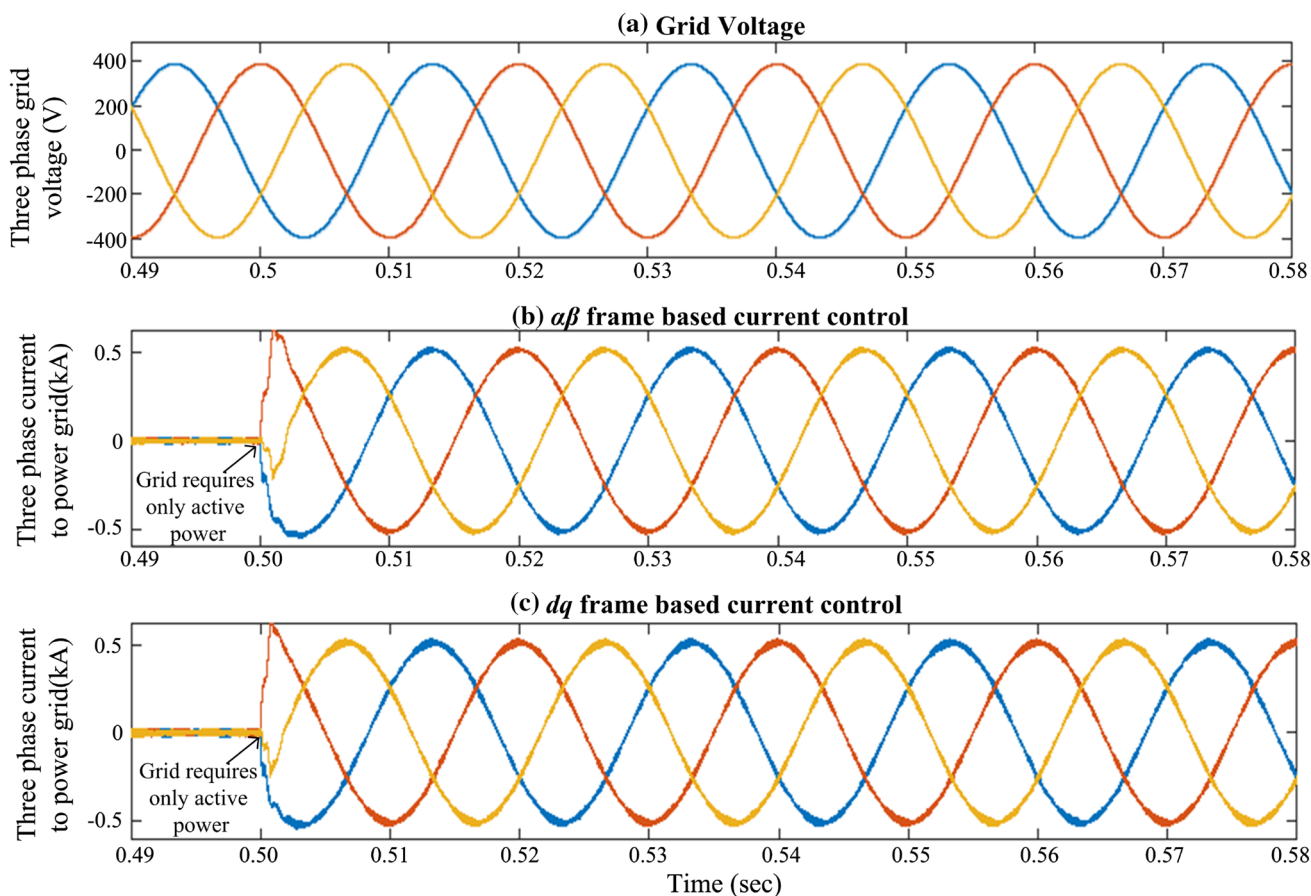 (a) Grid Voltage
Three phase grid
voltage (V)
400
200
0
-200
-400
0.49 0.5 0.51 0.52 0.53 0.54 0.55 0.56 0.57 0.58
(b) αβ frame based current control
Three phase current
to power grid(kA)
0.5
0
-0.5
Grid requires
only active
power
0.49 0.50 0.51 0.52 0.53 0.54 0.55 0.56 0.57 0.58
(c) dq frame based current control
Three phase current
to power grid(kA)
0.5
0
-0.5
Grid requires
only active
power
0.49 0.50 0.51 0.52 0.53 0.54 0.55 0.56 0.57 0.58
Time (sec)